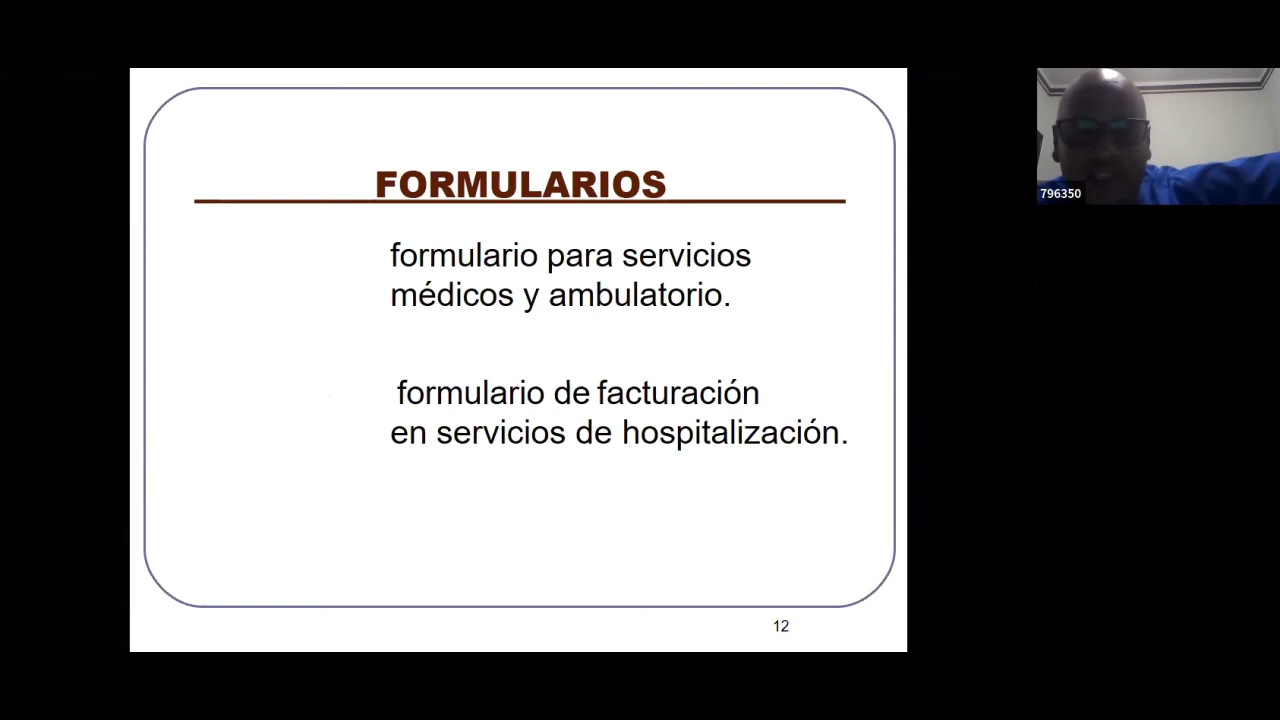 FORMULARIOS
formulario para servicios
médicos y ambulatorio.
formulario de facturación
en servicios de hospitalización.
12
796350